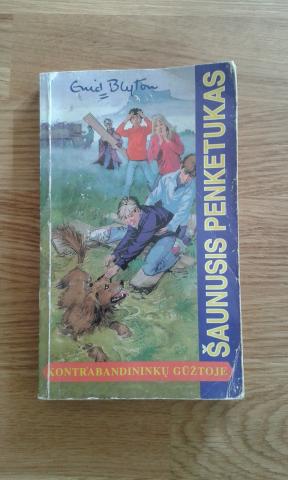 Enid Blyton
ŠAUNUSIS PENKETUKAS
KONTRABANDININKŲ GŪŽTOJE